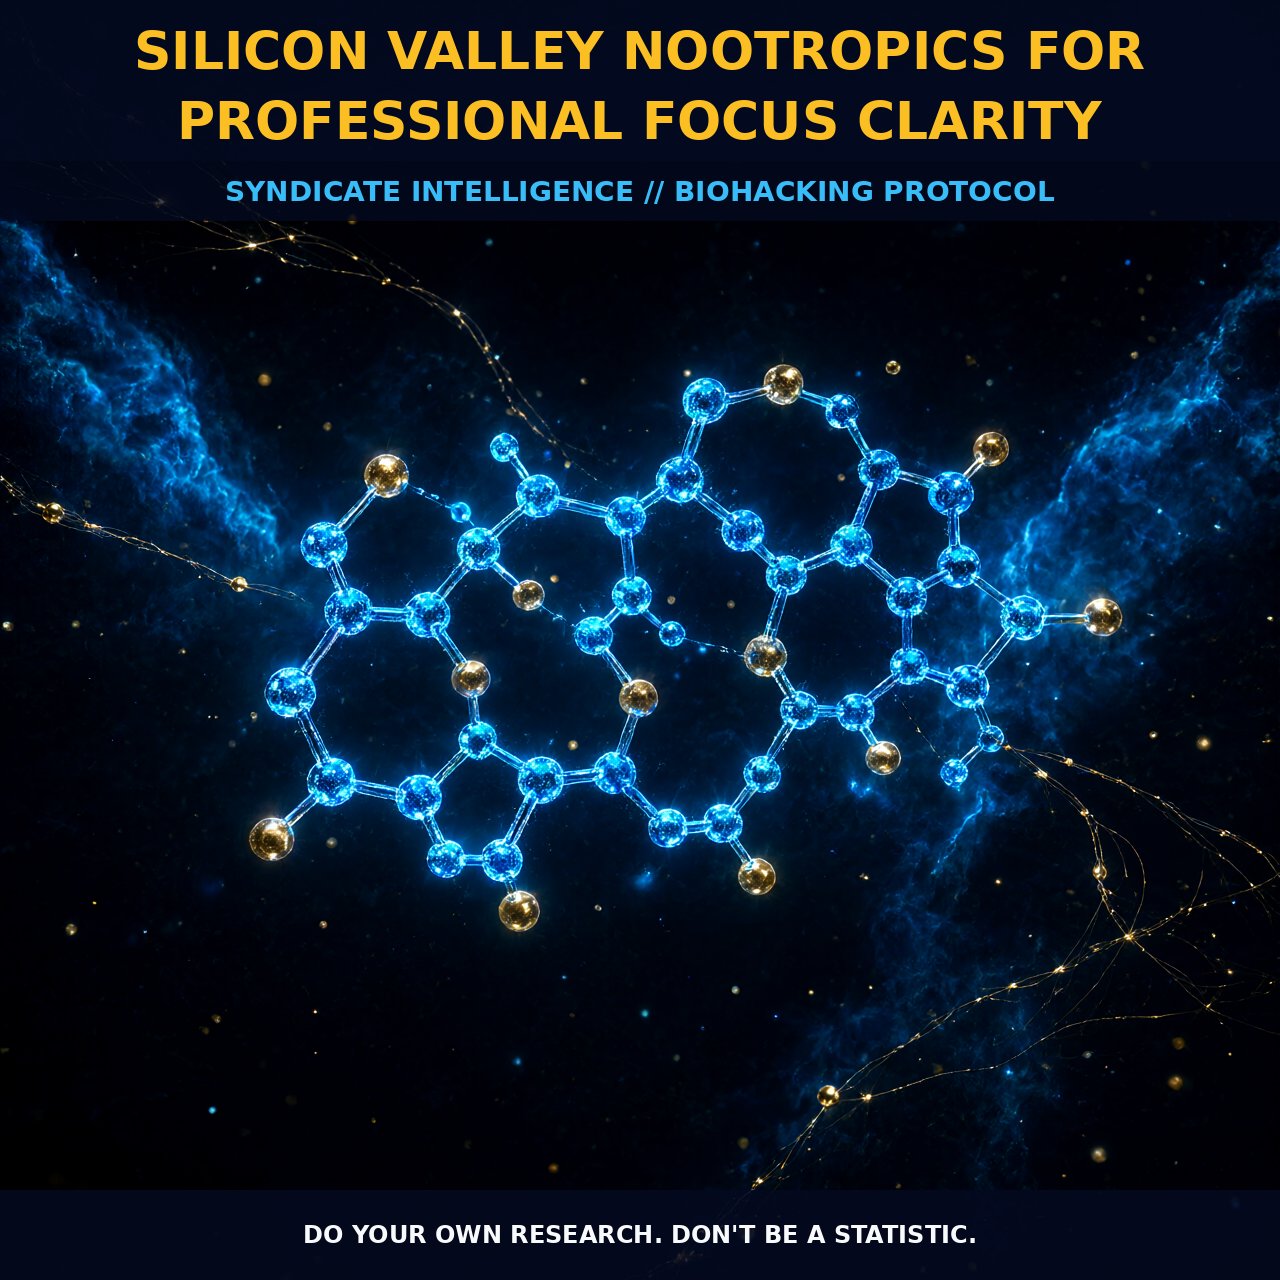 SILICON VALLEY NOOTROPICS FOR
PROFESSIONAL FOCUS CLARITY
SYNDICATE INTELLIGENCE // BIOHACKING PROTOCOL
DO YOUR OWN RESEARCH. DON'T BE A STATISTIC.